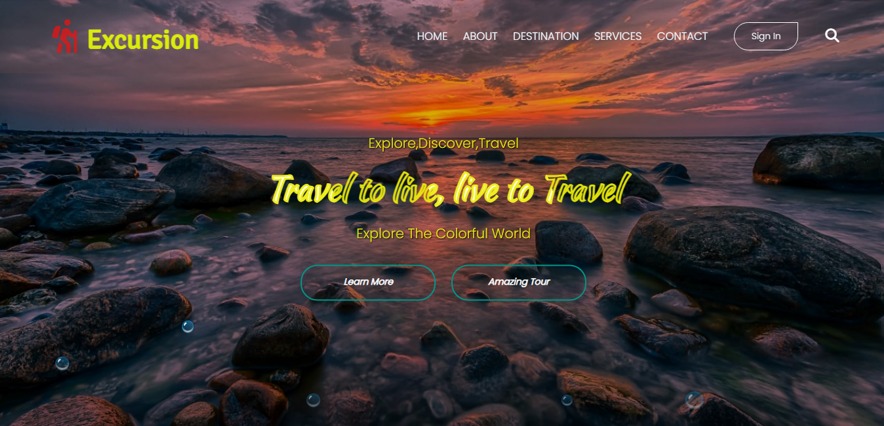 Excursion
HOME ABOUT DESTINATION SERVICES CONTACT Sign In
Explore,Discover,Travel
Travel to live, live to Travel
Explore The Colorful World
Learn More Amazing Tour